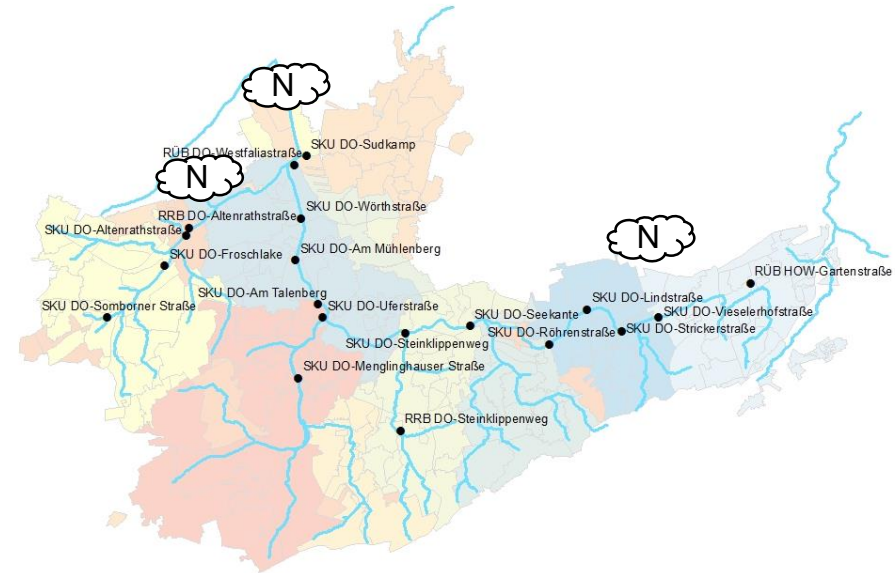 N
SKU DO-Sudkamp
RÜB DO-Westfaliastraße
N
SKU DO-Wörthstraße
RRB DO-Altenrathstraße
SKU DO-Altenrathstraße
SKU DO-Am Mühlenberg
N
SKU DO-Froschlake
RÜB HOW-Gartenstraße
SKU DO-Am Talenberg
SKU DO-Somborner Straße
SKU DO-Uferstraße
SKU DO-Lindstraße
SKU DO-Seekante
SKU DO-Vieselerhofstraße
SKU DO-Röhrenstraße
SKU DO-Strickerstraße
SKU DO-Steinklippenweg
SKU DO-Menglinghauser Straße
RRB DO-Steinklippenweg